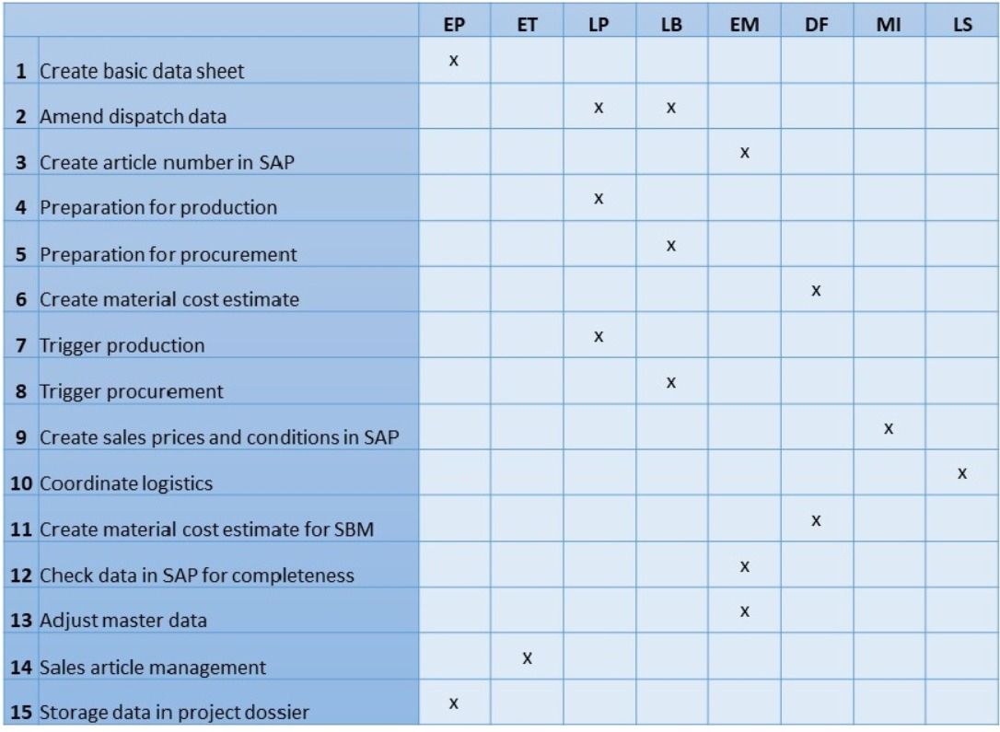 EP ET LP LB EM DF MI LS
1 Create basic data sheet x
2 Amend dispatch data x x
3 Create article number in SAP x
4 Preparation for production x
5 Preparation for procurement x
6 Create material cost estimate x
7 Trigger production x
8 Trigger procurement x
9 Create sales prices and conditions in SAP x
10 Coordinate logistics x
11 Create material cost estimate for SBM x
12 Check data in SAP for completeness x
13 Adjust master data x
14 Sales article management x
15 Storage data in project dossier x